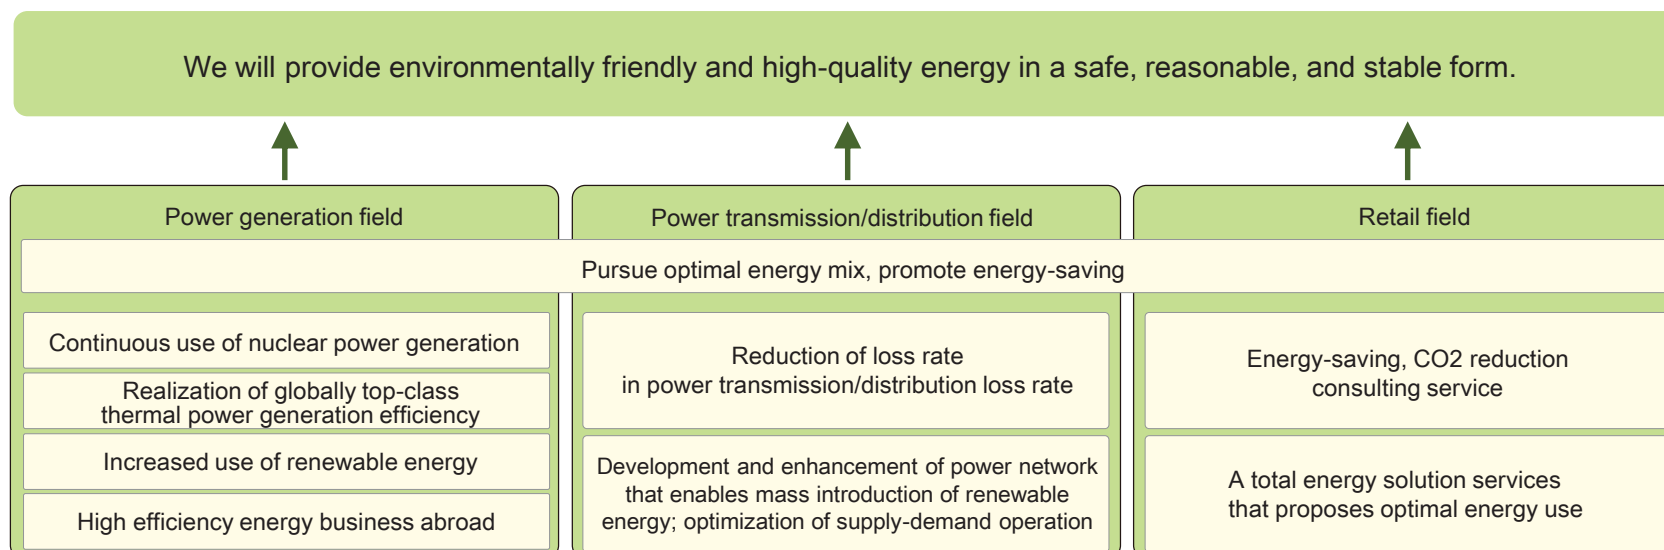 We will provide environmentally friendly and high-quality energy in a safe, reasonable, and stable form.
Power generation field
Power transmission/distribution field
Retail field
Pursue optimal energy mix, promote energy-saving
Continuous use of nuclear power generation
Realization of globally top-class
thermal power generation efficiency
Increased use of renewable energy
High efficiency energy business abroad
Reduction of loss rate
in power transmission/distribution loss rate
Development and enhancement of power network
that enables mass introduction of renewable
energy; optimization of supply-demand operation
Energy-saving, CO2 reduction
consulting service
A total energy solution services
that proposes optimal energy use